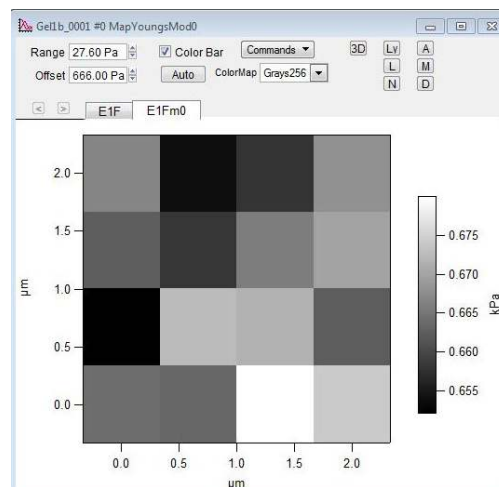 Gel1b_0001 #0 MapYoungsMod0
Range 27.60 Pa Color Bar Commands 3D Lγ A
L M
Offset 666.00 Pa Auto ColorMap Grays256 N D
< > E1F E1Fm0
2.0
1.5
1.0
0.5
0.0
µm
0.0 0.5 1.0 1.5 2.0
µm
0.675
0.670
0.665
0.660
0.655
kPa